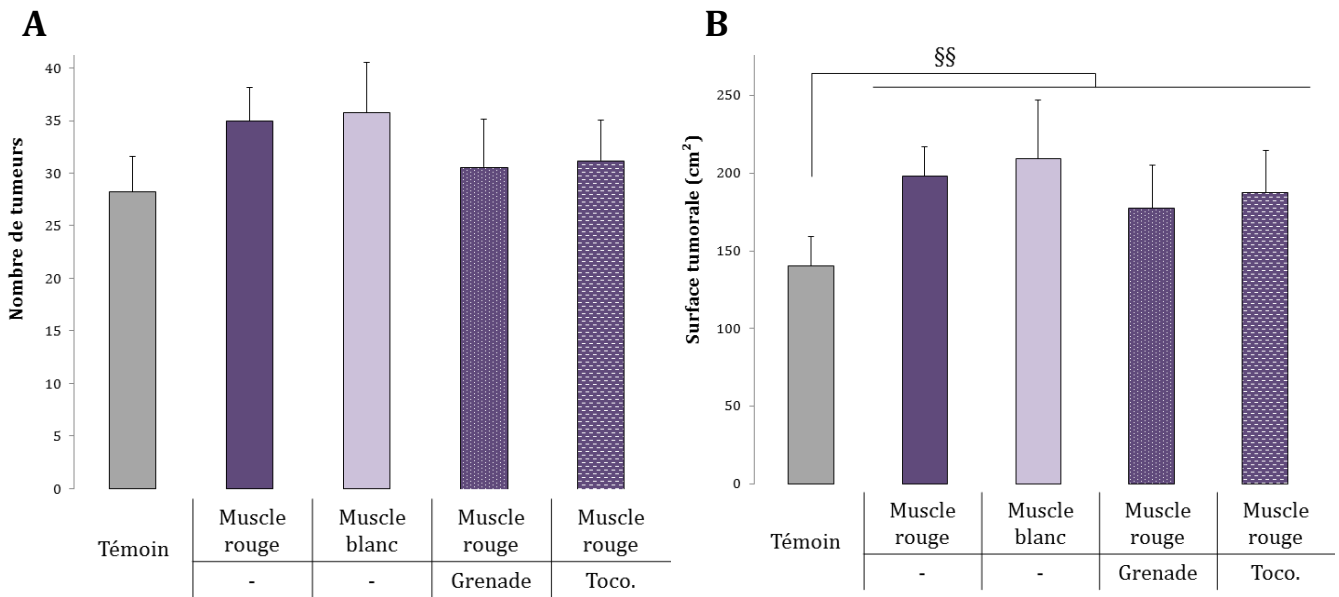 A
Nombre de tumeurs
40
35
30
25
20
15
10
5
0
Témoin
Muscle rouge
Muscle blanc
Muscle rouge
Muscle rouge
-
-
Grenade
Toco.
B
§§
Surface tumorale (cm²)
250
200
150
100
50
0
Témoin
Muscle rouge
Muscle blanc
Muscle rouge
Muscle rouge
-
-
Grenade
Toco.